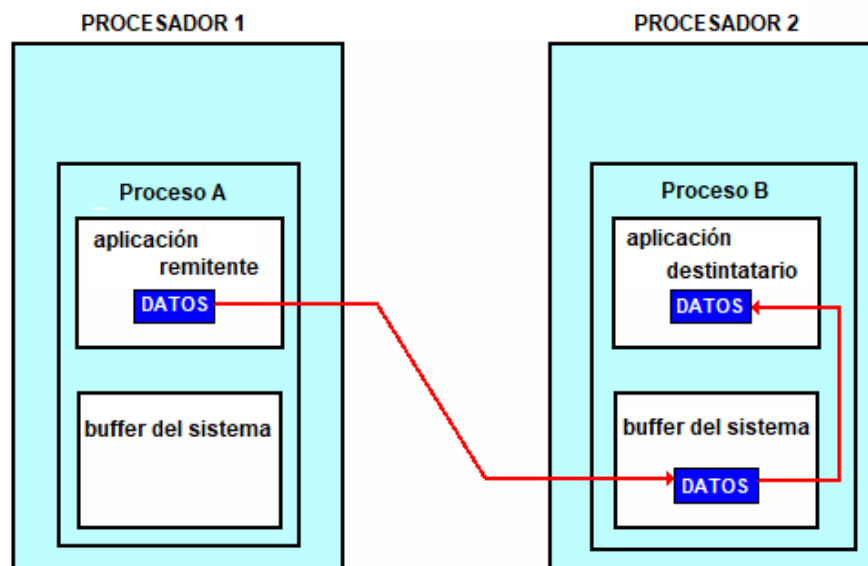 PROCESADOR 1
PROCESADOR 2
Proceso A
aplicación
remitente
DATOS
buffer del sistema
Proceso B
aplicación
destintatario
DATOS
buffer del sistema
DATOS